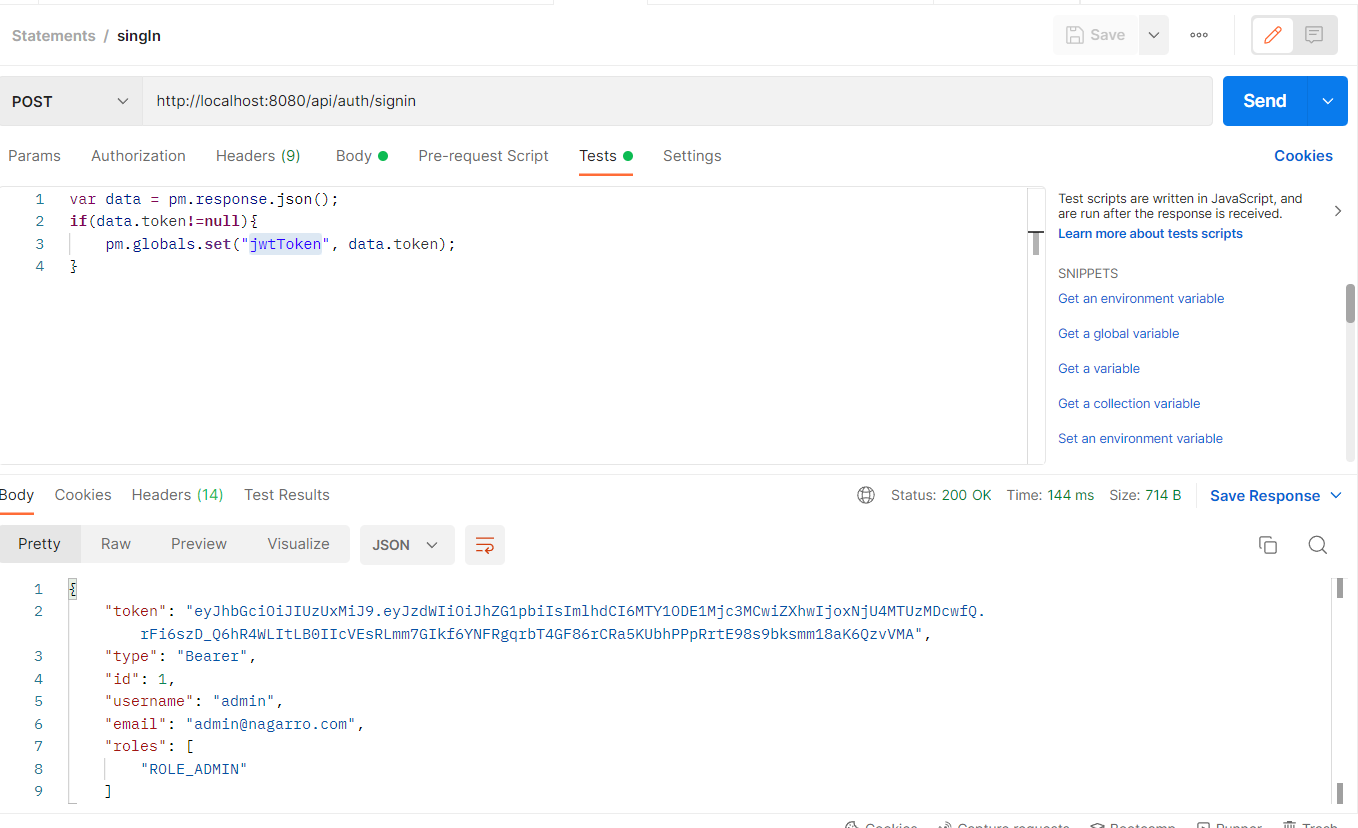 Statements / singIn
Save
POST
http://localhost:8080/api/auth/signin
Send
Params Authorization Headers (9) Body Pre-request Script Tests Settings Cookies
1 var data = pm.response.json();
2 if(data.token!=null){
3 pm.globals.set("jwtToken", data.token);
4 }
Test scripts are written in JavaScript, and
are run after the response is received.
Learn more about tests scripts
SNIPPETS
Get an environment variable
Get a global variable
Get a variable
Get a collection variable
Set an environment variable
Body Cookies Headers (14) Test Results
Status: 200 OK Time: 144 ms Size: 714 B Save Response
Pretty Raw Preview Visualize JSON
1 {
2 "token": "eyJhbGciOiJIUzUxMiJ9.eyJzdWIiOiJhZG1pbiIsImlhdCI6MTY1ODE1Mjc3MCwiZXhwIjoxNjU4MTUzMDcwfQ.
rFi6szD_Q6hR4WLItLB0IIcVEsRLmm7GIkf6YNFRgqrbT4GF86rCRa5KUbhPPpRrtE98s9bksmm18aK6QzvVMA",
3 "type": "Bearer",
4 "id": 1,
5 "username": "admin",
6 "email": "admin@nagarro.com",
7 "roles": [
8 "ROLE_ADMIN"
9 ]
Cookies Capture requests Bootcamp Runner Trash